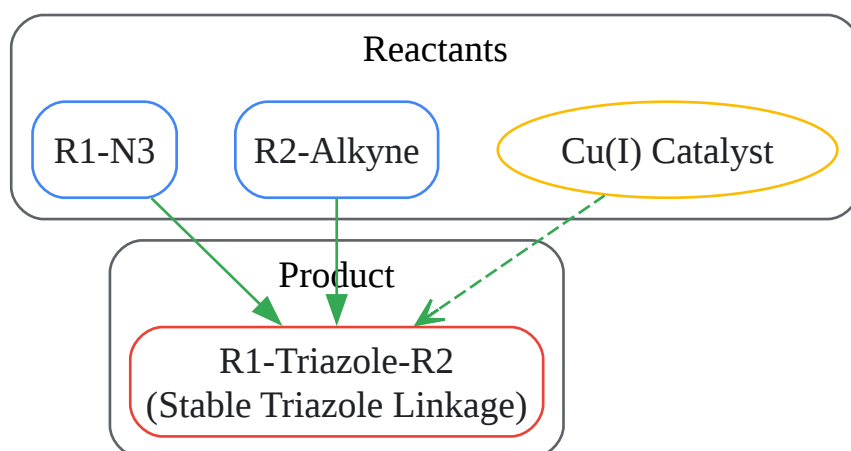 Reactants
R1-N3
R2-Alkyne
Cu(I) Catalyst
Product
R1-Triazole-R2
(Stable Triazole Linkage)